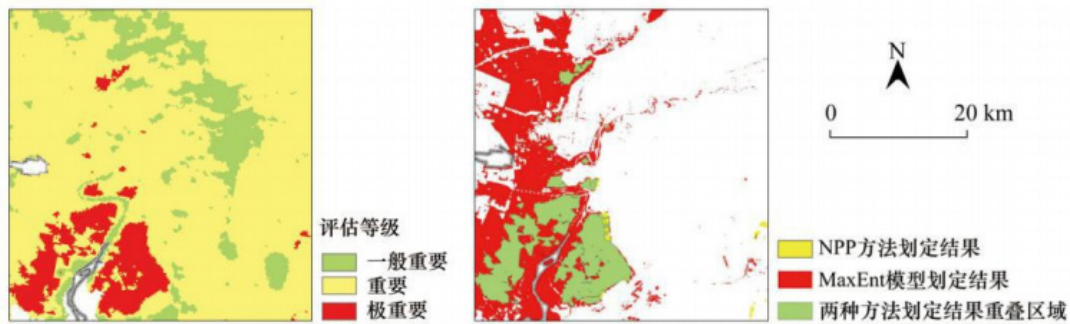 评估等级
一般重要
重要
极重要
N
0 20 km
NPP方法划定结果
MaxEnt模型划定结果
两种方法划定结果重叠区域